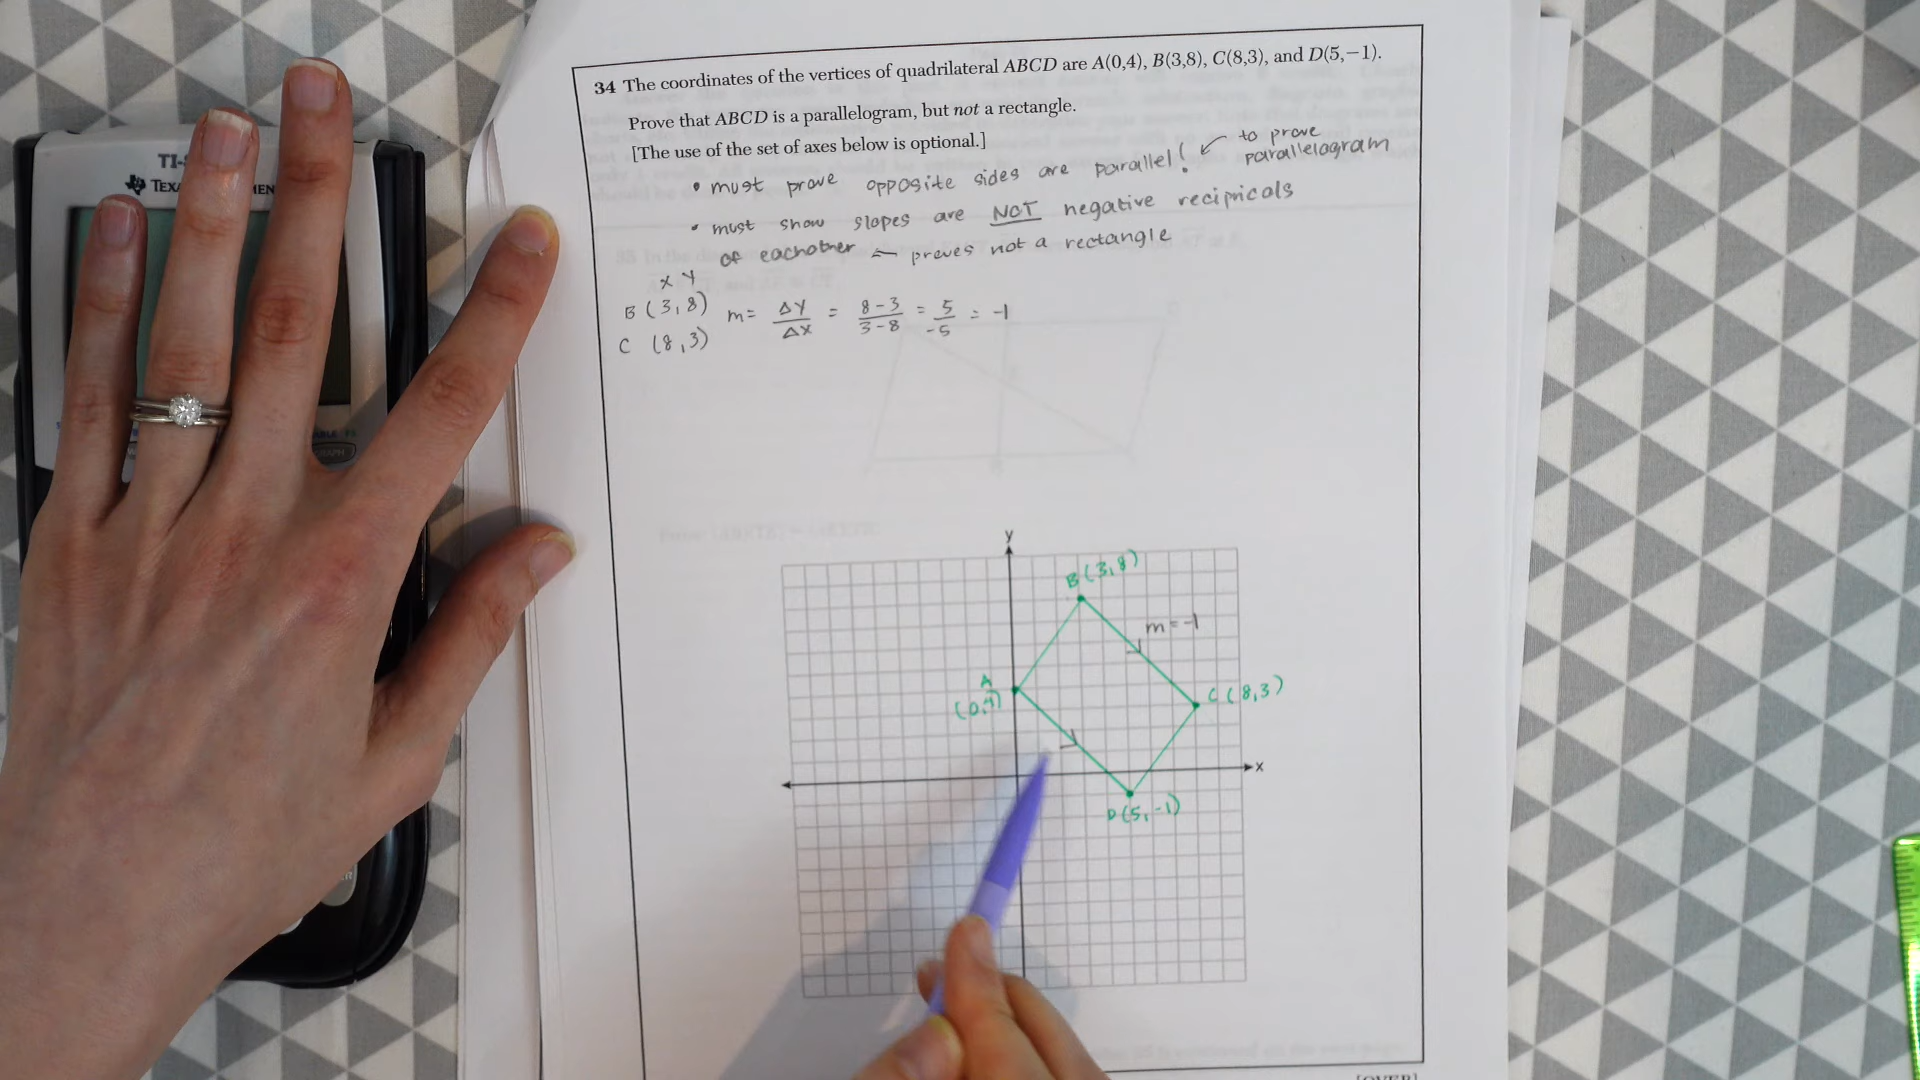 34 The coordinates of the vertices of quadrilateral ABCD are A(0,4), B(3,8), C(8,3), and D(5,−1).
Prove that ABCD is a parallelogram, but not a rectangle.
[The use of the set of axes below is optional.]
• must prove opposite sides are parallel! ← to prove
parallelogram
• must show slopes are NOT negative recipricals
of eachother ← proves not a rectangle
x y
B (3,8) m = ΔY/ΔX = 8-3/3-8 = 5/-5 = -1
C (8,3)
y
B (3,8)
m = -1
A
(0,4)
C (8,3)
x
D (5,-1)
TI-8
[OVER]